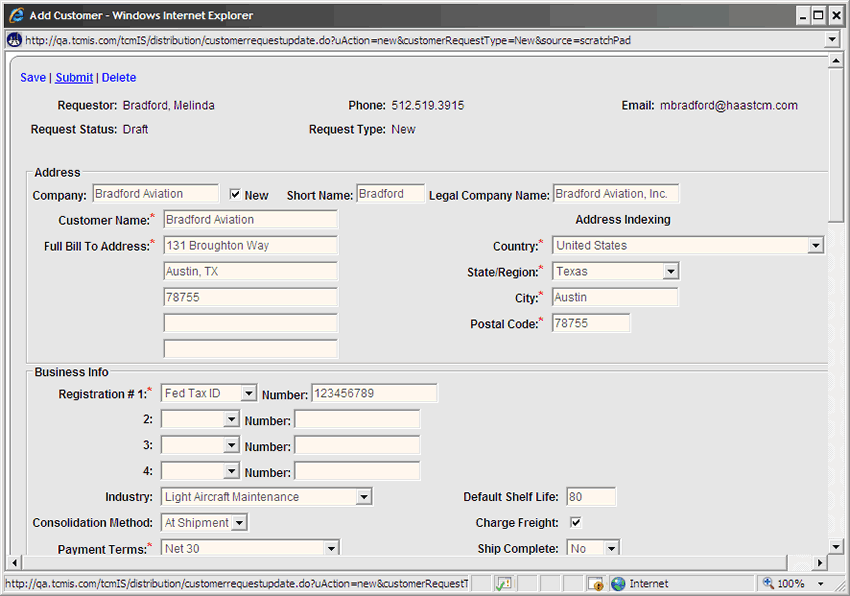 Add Customer - Windows Internet Explorer
http://qa.tcmis.com/tcmIS/distribution/customerrequestupdate.do?uAction=new&customerRequestType=New&source=scratchPad
Save | Submit | Delete
Requestor: Bradford, Melinda Phone: 512.519.3915 Email: mbradford@haastcm.com
Request Status: Draft Request Type: New
Address
Company: Bradford Aviation New Short Name: Bradford Legal Company Name: Bradford Aviation, Inc.
Customer Name:* Bradford Aviation Address Indexing
Full Bill To Address:* 131 Broughton Way Country:* United States
Austin, TX State/Region:* Texas
78755 City:* Austin
Postal Code:* 78755
Business Info
Registration # 1:* Fed Tax ID Number: 123456789
2: Number:
3: Number:
4: Number:
Industry: Light Aircraft Maintenance Default Shelf Life: 80
Consolidation Method: At Shipment Charge Freight:
Payment Terms:* Net 30 Ship Complete: No
http://qa.tcmis.com/tcmIS/distribution/customerrequestupdate.do?uAction=new&customerRequestT Internet 100%